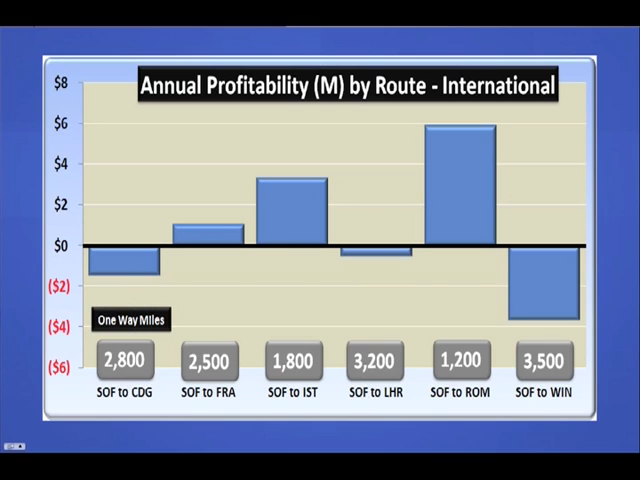 Annual Profitability (M) by Route - International
$8
$6
$4
$2
$0
($2)
($4)
($6)
One Way Miles
2,800 2,500 1,800 3,200 1,200 3,500
SOF to CDG SOF to FRA SOF to IST SOF to LHR SOF to ROM SOF to WIN